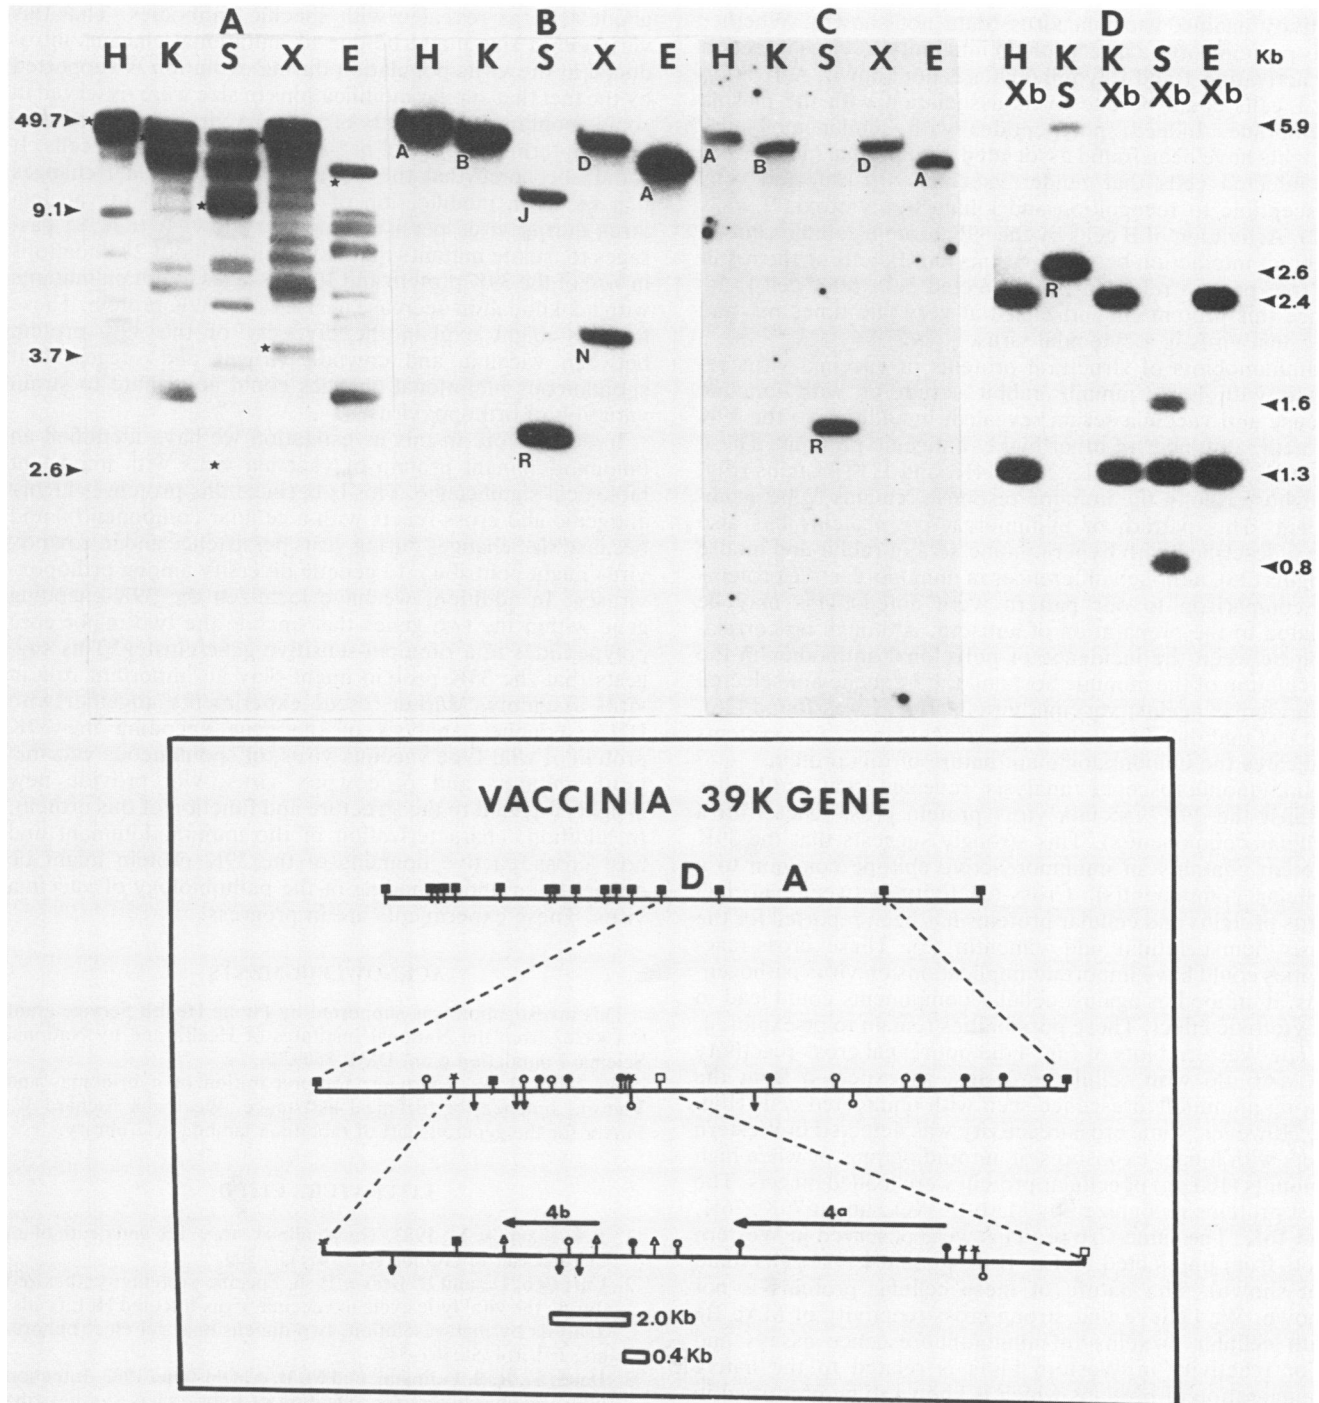 A B C D
H K S X E H K S X E H K S X E H K K S E Kb
Xb S Xb Xb Xb
49.7
5.9
A B D A A B D A
9.1
J
2.6
R
2.4
3.7
N
1.6
R
R
2.6
1.3
0.8
VACCINIA 39K GENE
D A
4b 4a
2.0 Kb
0.4 Kb